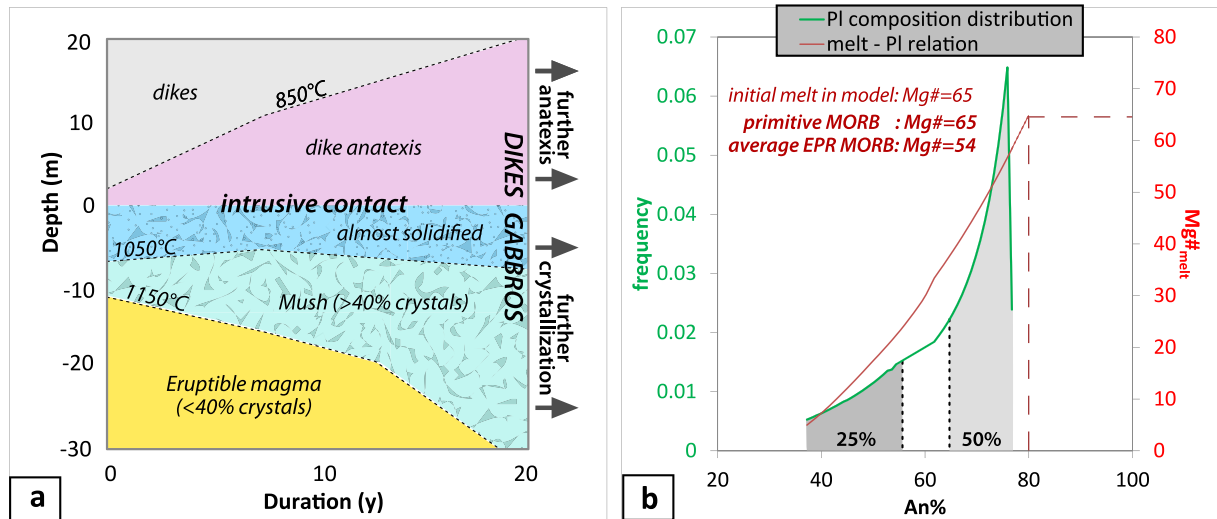 20
10
0
-10
-20
-30
Depth (m)
dikes
850°C
dike anatexis
intrusive contact
almost solidified
1050°C
Mush (>40% crystals)
1150°C
Eruptible magma
(<40% crystals)
DIKES
GABBROS
further
anatexis
further
crystallization
0
10
20
Duration (y)
a
Pl composition distribution
melt - Pl relation
0.07
0.06
0.05
0.04
0.03
0.02
0.01
0
frequency
initial melt in model: Mg#=65
primitive MORB : Mg#=65
average EPR MORB: Mg#=54
25%
50%
80
70
60
50
40
30
20
10
0
Mg#melt
20
40
60
80
100
An%
b